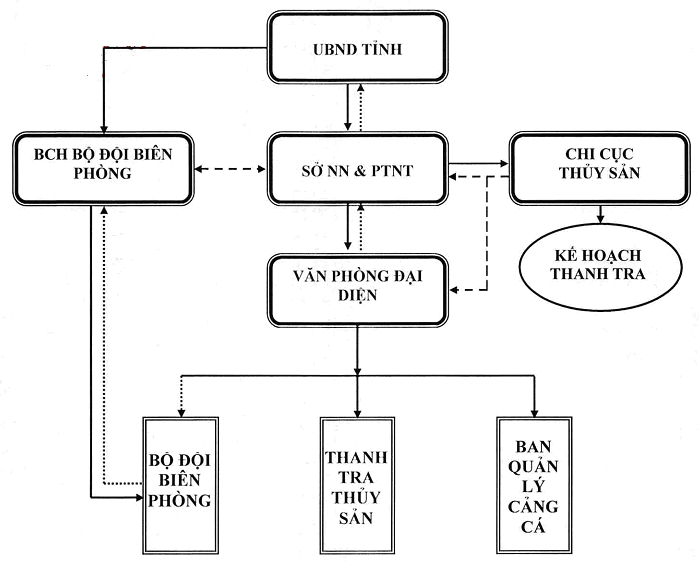 UBND TỈNH
BCH BỘ ĐỘI BIÊN
PHÒNG
SỞ NN & PTNT
CHI CỤC
THỦY SẢN
KẾ HOẠCH
THANH TRA
VĂN PHÒNG ĐẠI
DIỆN
BỘ ĐỘI
BIÊN
PHÒNG
THANH
TRA
THỦY
SẢN
BAN
QUẢN
LÝ
CẢNG
CÁ